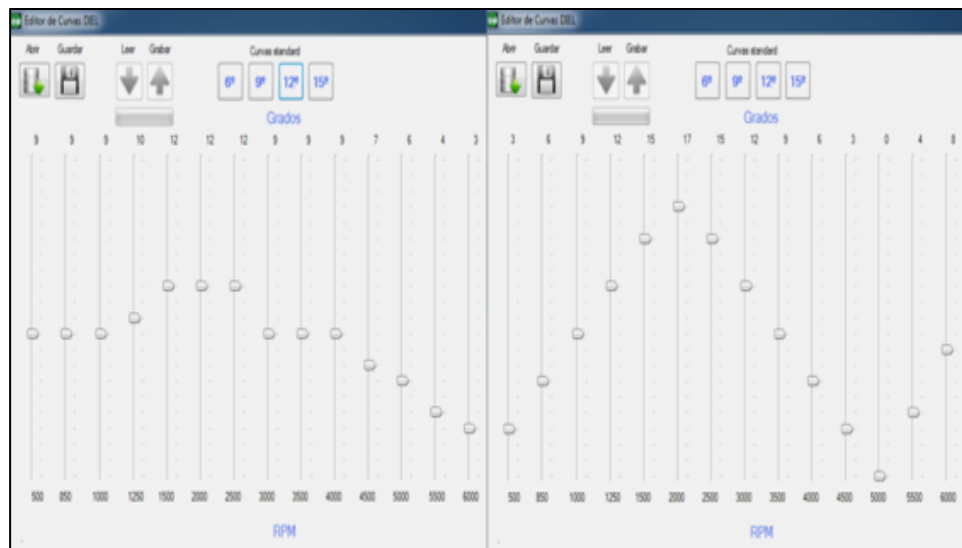 Editor de Curvas DIEL
Abrir Guardar Leer Grabar Curvas standard
6º 9º 12º 15º
Grados
9 9 9 10 12 12 12 9 9 9 7 6 4 3
500 850 1000 1250 1500 2000 2500 3000 3500 4000 4500 5000 5500 6000
RPM
Editor de Curvas DIEL
Abrir Guardar Leer Grabar Curvas standard
6º 9º 12º 15º
Grados
3 6 9 12 15 17 15 12 9 6 3 0 4 8
500 850 1000 1250 1500 2000 2500 3000 3500 4000 4500 5000 5500 6000
RPM